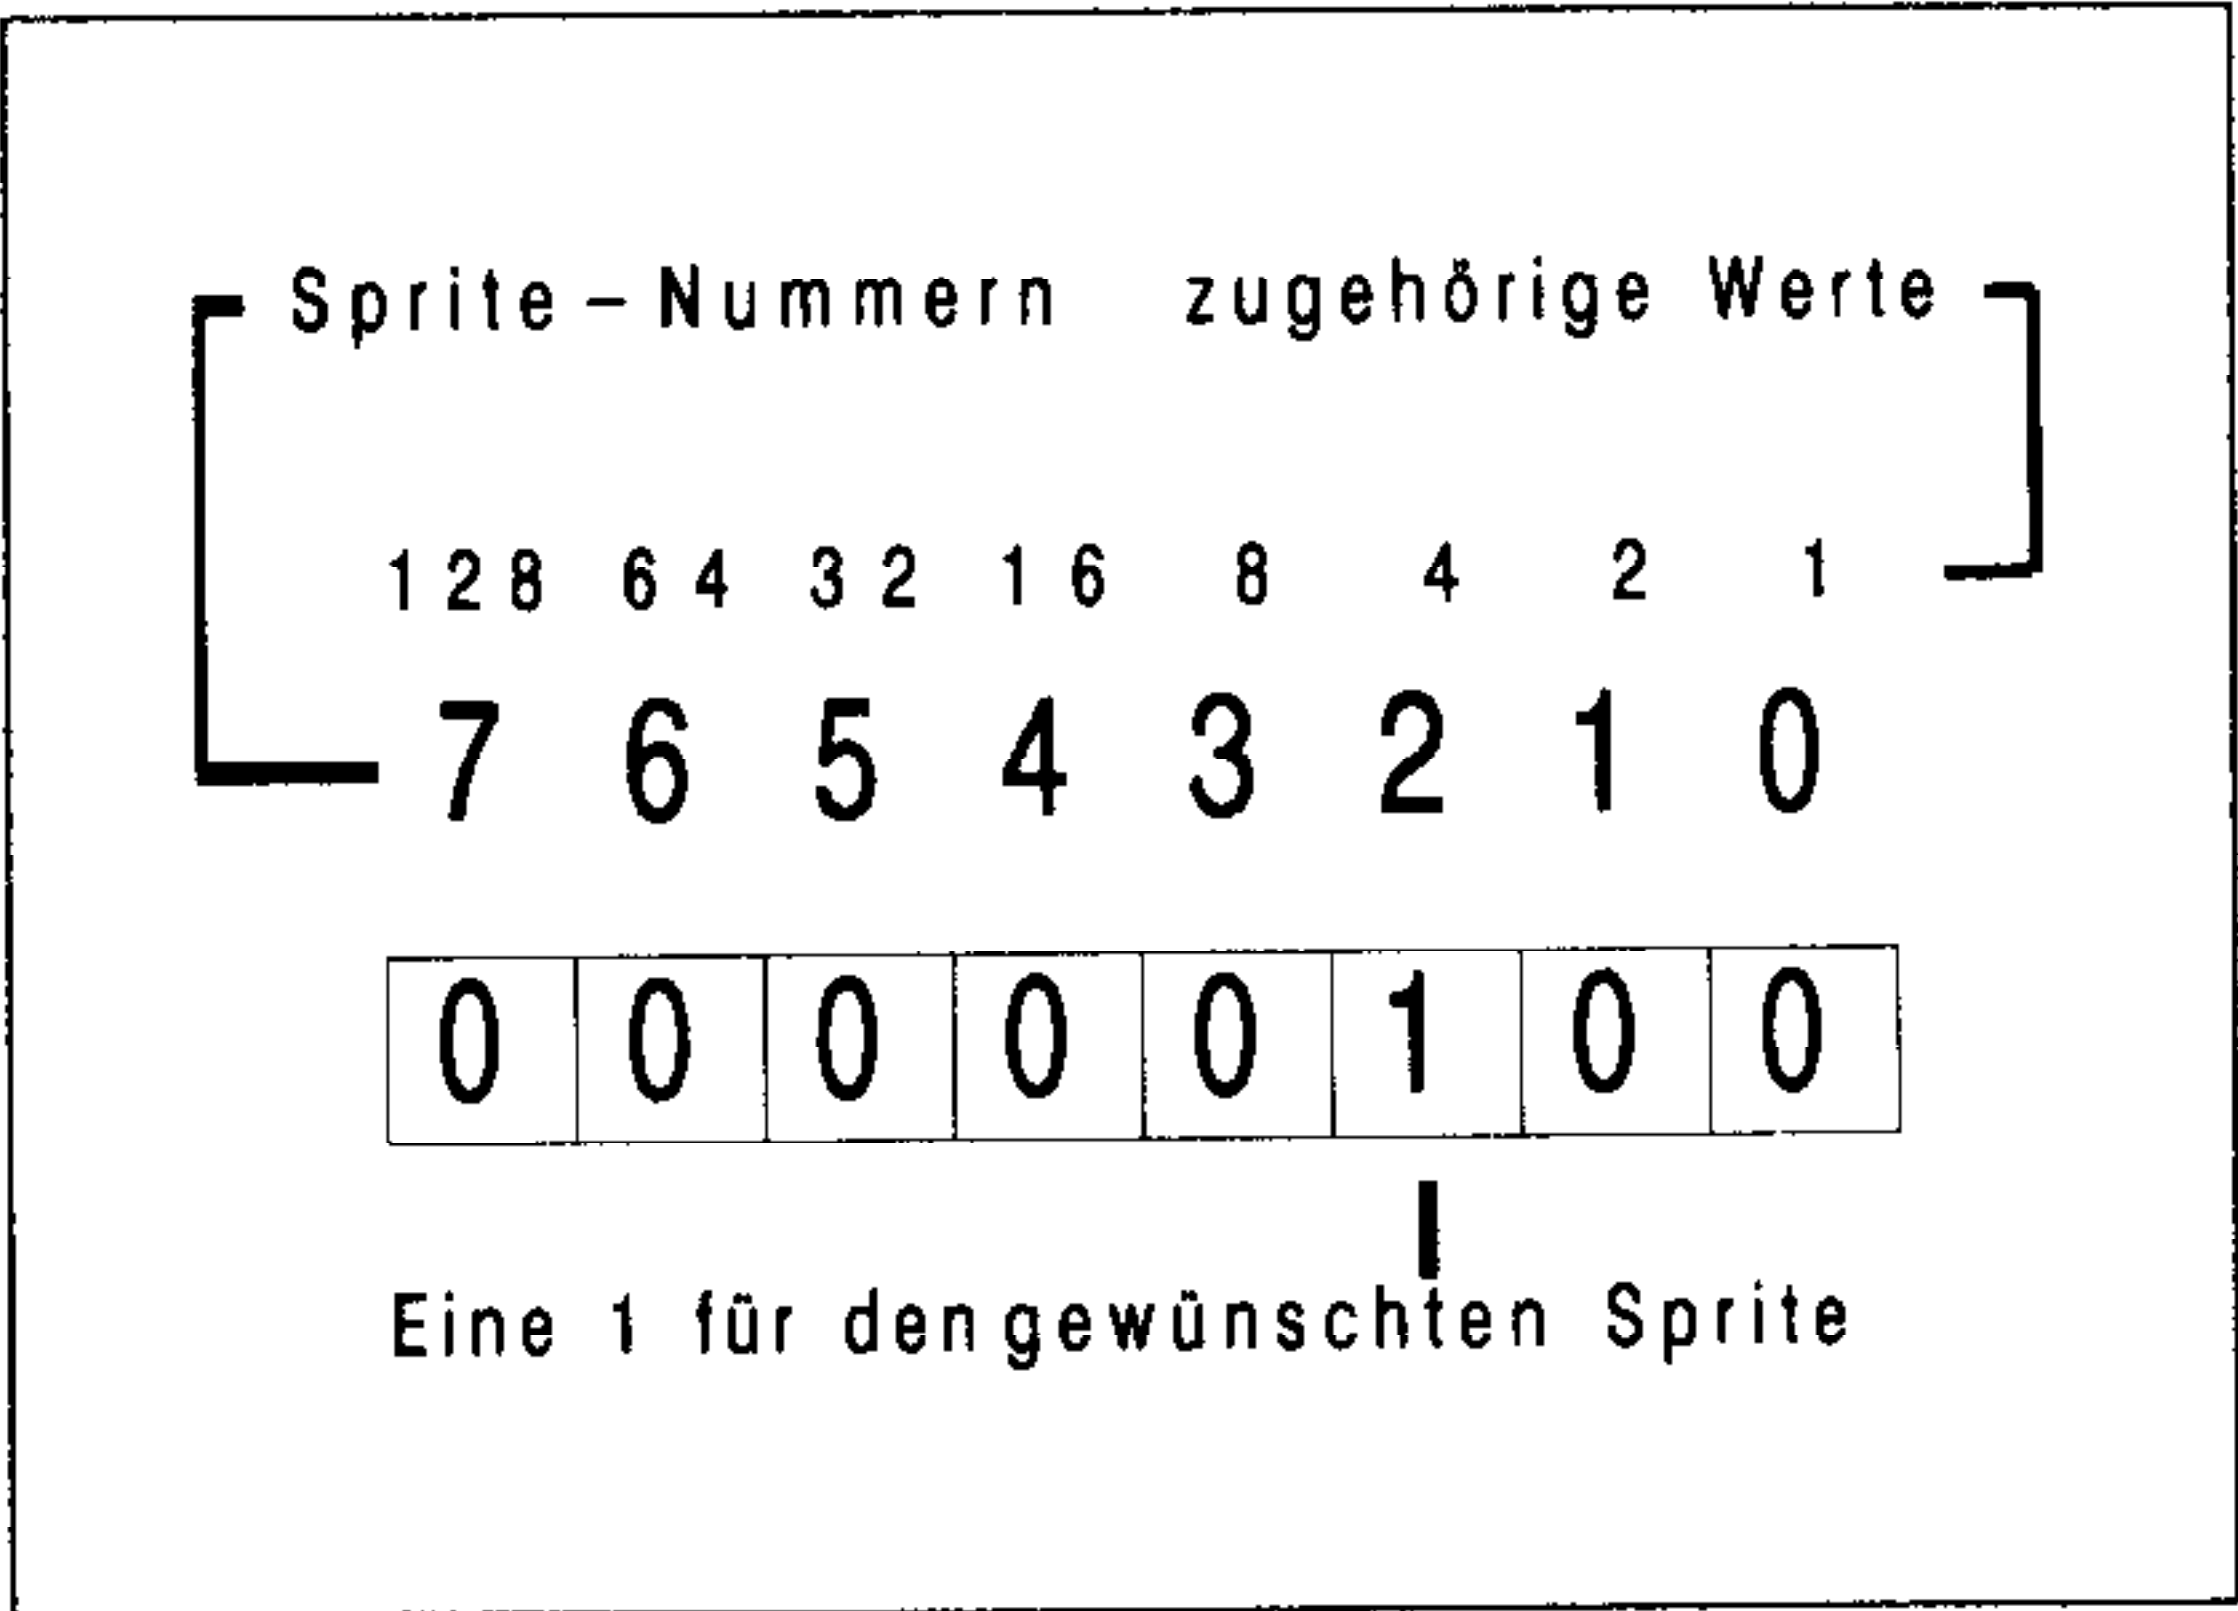 Sprite-Nummern zugehörige Werte
128 64 32 16 8 4 2 1
7 6 5 4 3 2 1 0
0 0 0 0 0 1 0 0
Eine 1 für dengewünschten Sprite